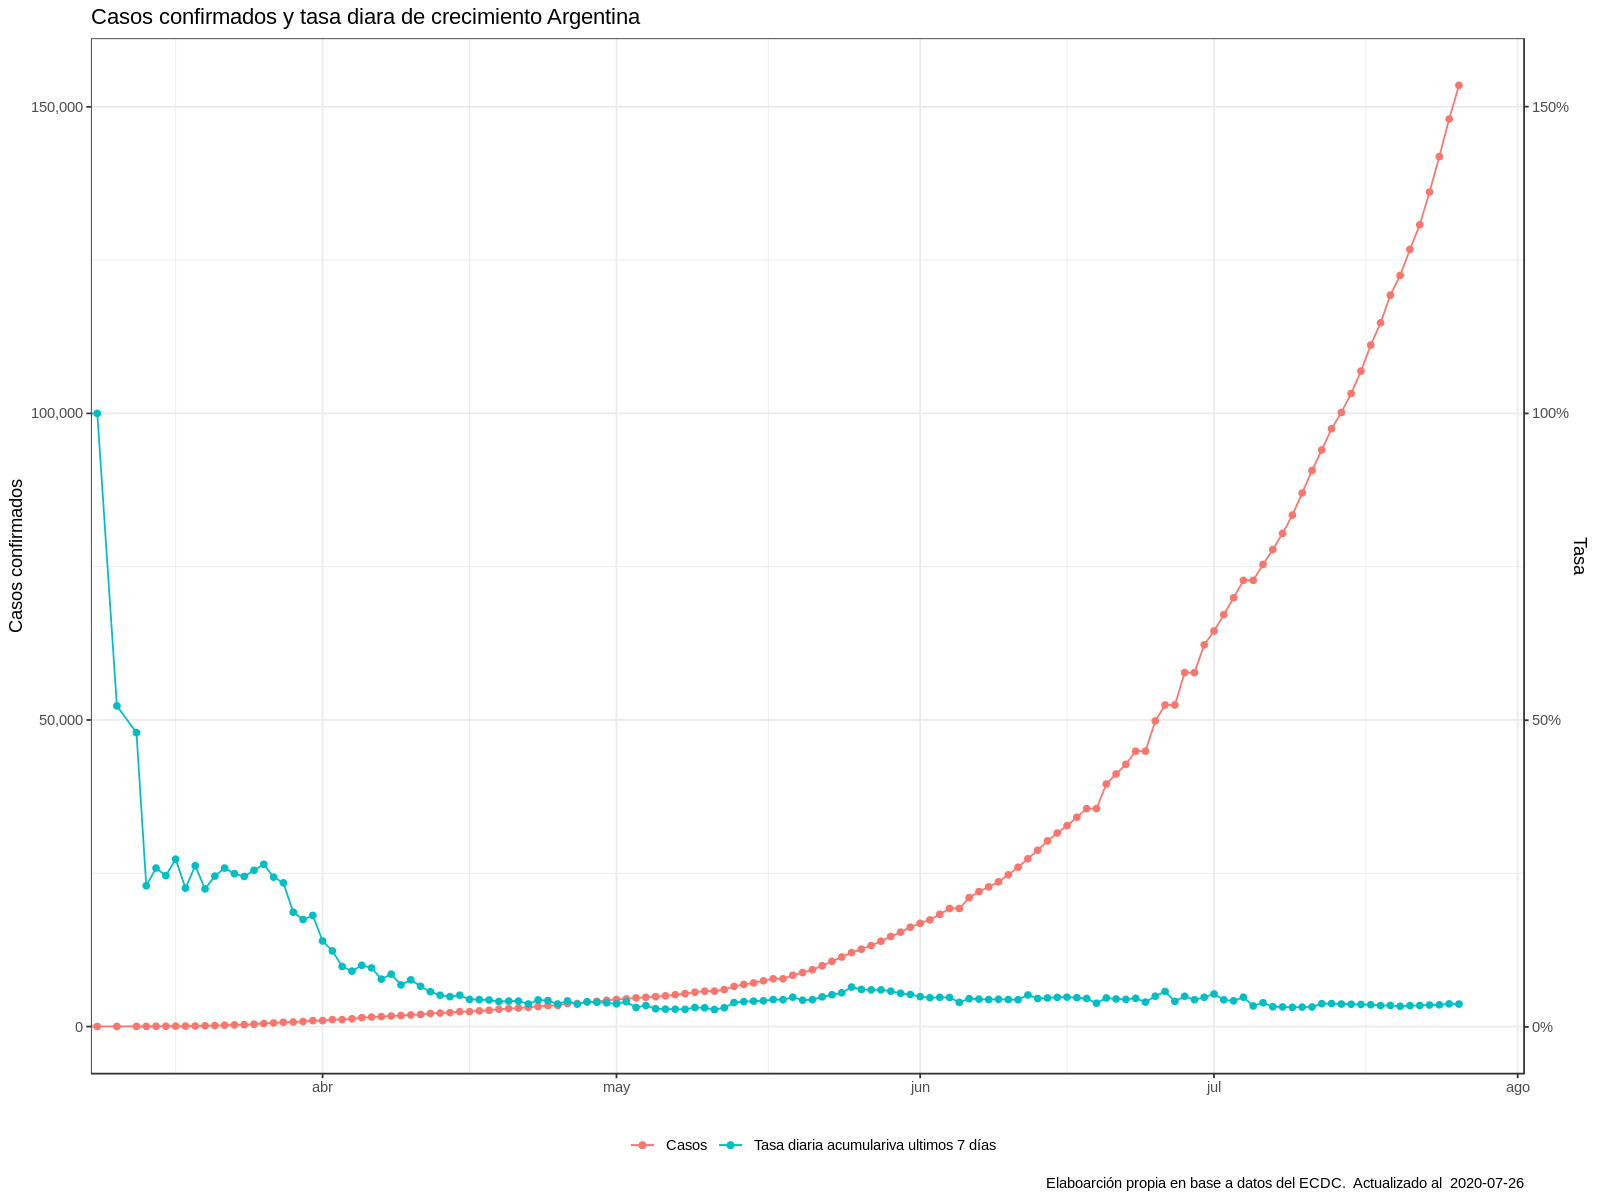 Casos confirmados y tasa diara de crecimiento Argentina
150,000
100,000
50,000
0
Casos confirmados
150%
100%
50%
0%
Tasa
abr
may
jun
jul
ago
Casos
Tasa diaria acumulariva ultimos 7 días
Elaboarción propia en base a datos del ECDC.  Actualizado al  2020-07-26